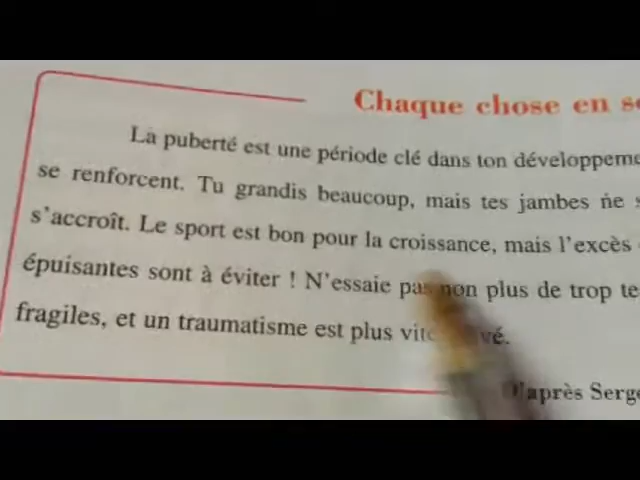 Chaque chose en
La puberté est une période clé dans ton développeme
se renforcent. Tu grandis beaucoup, mais tes jambes ne
s'accroît. Le sport est bon pour la croissance, mais l'excès
épuisantes sont à éviter ! N'essaie pas non plus de trop te
fragiles, et un traumatisme est plus
D'après Serge